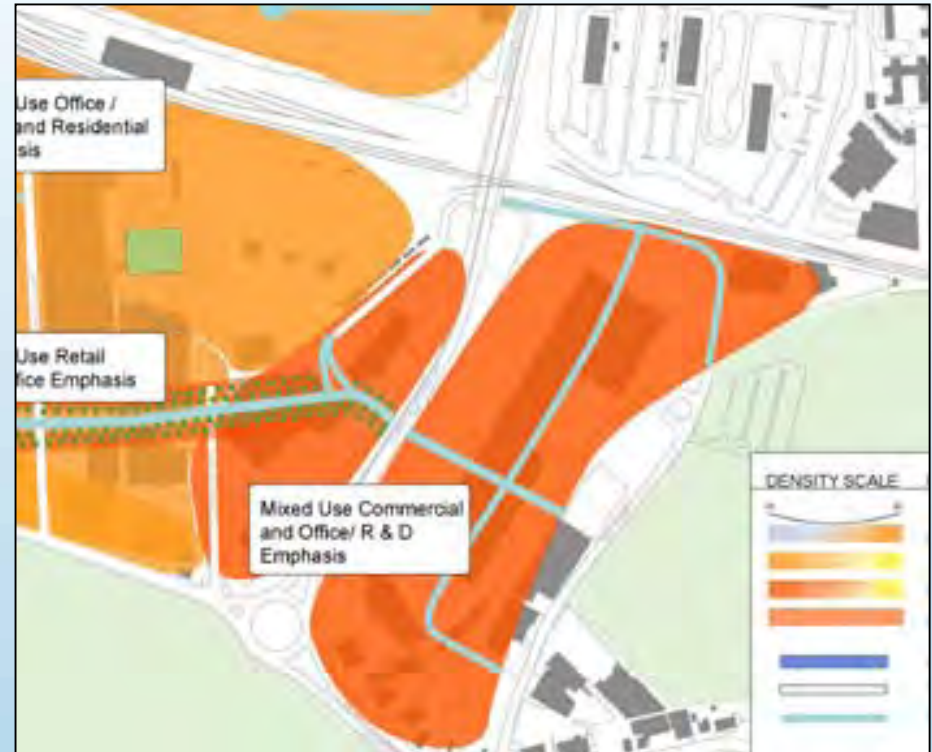 Use Office /
and Residential
sis
Use Retail
fice Emphasis
Mixed Use Commercial
and Office/ R & D
Emphasis
DENSITY SCALE